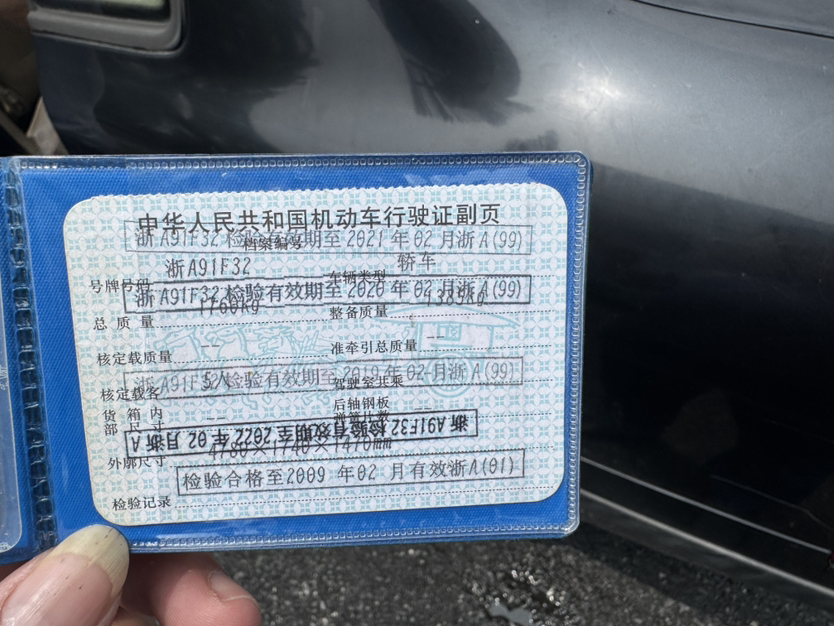 中华人民共和国机动车行驶证副页
浙A91F32 检验有效期至2021年02月浙A(99)
档案编号
浙A91F32 轿车
号牌号码 车辆类型
浙A91F32 检验有效期至2020年02月浙A(99)
1760kg 1385kg
总质量 整备质量
核定载质量 -- 准牵引总质量 --
浙A91F32 检验有效期至2019年02月浙A(99)
核定载客 5人 驾驶室共乘
货箱内部尺寸 -- 后轴钢板弹簧片数 --
浙A91F32 检验有效期至2022年02月浙A
外廓尺寸 4780×1740×1470mm
检验合格至2009年02月有效浙A(01)
检验记录